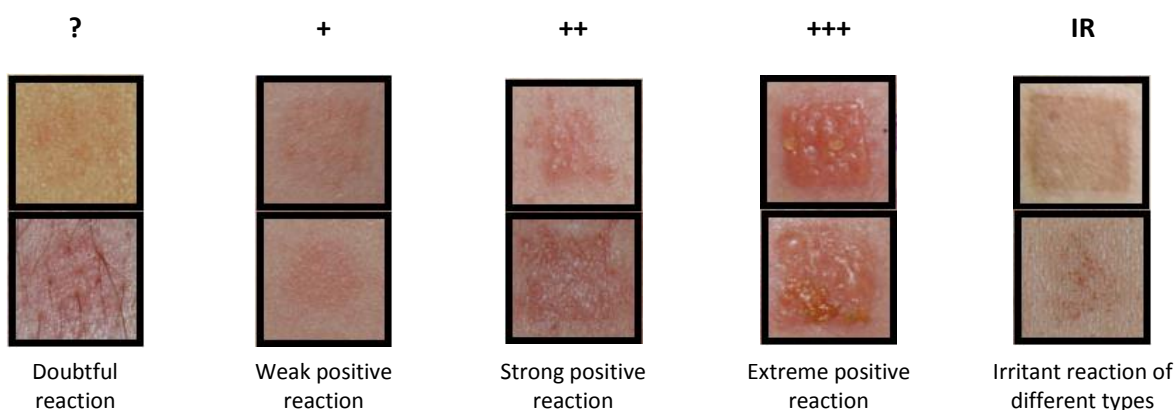 ? + ++ +++ IR
Doubtful
reaction
Weak positive
reaction
Strong positive
reaction
Extreme positive
reaction
Irritant reaction of
different types